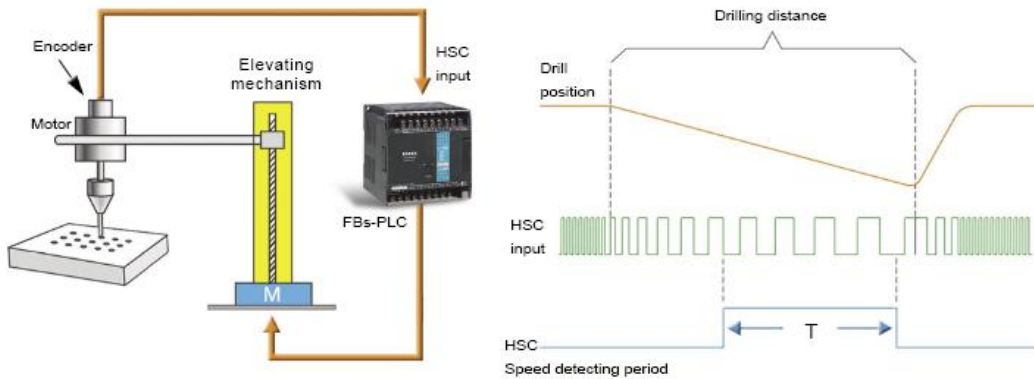 Encoder
Motor
Elevating
mechanism
HSC
input
FBs-PLC
M
Drilling distance
Drill
position
HSC
input
T
HSC
Speed detecting period